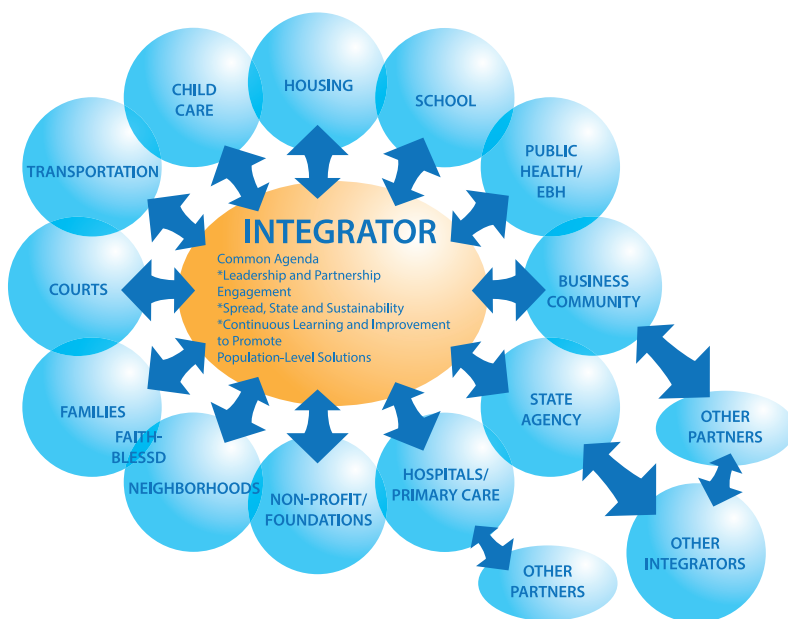 CHILD
CARE
HOUSING
SCHOOL
TRANSPORTATION
PUBLIC
HEALTH/
EBH
INTEGRATOR
Common Agenda
*Leadership and Partnership
Engagement
*Spread, State and Sustainability
*Continuous Learning and Improvement
to Promote
Population-Level Solutions
COURTS
BUSINESS
COMMUNITY
FAMILIES
FAITH-
BLESSD
NEIGHBORHOODS
NON-PROFIT/
FOUNDATIONS
HOSPITALS/
PRIMARY CARE
STATE
AGENCY
OTHER
PARTNERS
OTHER
INTEGRATORS
OTHER
PARTNERS